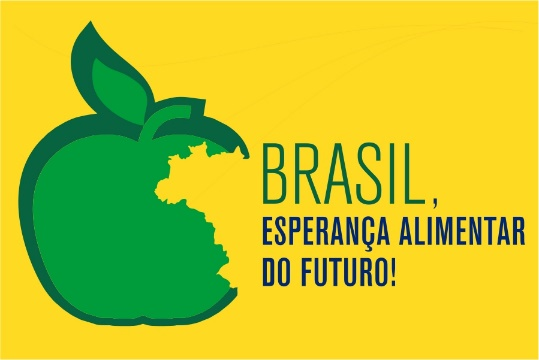 BRASIL,
ESPERANÇA ALIMENTAR
DO FUTURO!